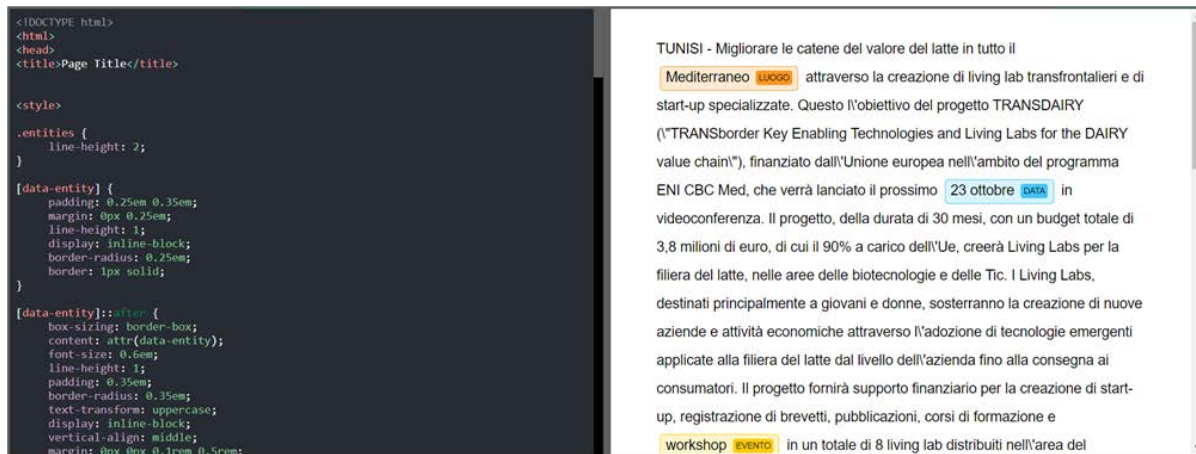 <!DOCTYPE html>
<html>
<head>
<title>Page Title</title>
<style>
.entities {
line-height: 2;
}
[data-entity] {
padding: 0.25em 0.35em;
margin: 0px 0.25em;
line-height: 1;
display: inline-block;
border-radius: 0.25em;
border: 1px solid;
}
[data-entity]::after {
box-sizing: border-box;
content: attr(data-entity);
font-size: 0.6em;
line-height: 1;
padding: 0.35em;
border-radius: 0.35em;
text-transform: uppercase;
display: inline-block;
vertical-align: middle;
margin: 0px 0px 0.1rem 0.5rem;
TUNISI - Migliorare le catene del valore del latte in tutto il
Mediterraneo LUOGO attraverso la creazione di living lab transfrontalieri e di
start-up specializzate. Questo l\'obiettivo del progetto TRANSDAIRY
(\"TRANSborder Key Enabling Technologies and Living Labs for the DAIRY
value chain\"), finanziato dall\'Unione europea nell\'ambito del programma
ENI CBC Med, che verrà lanciato il prossimo 23 ottobre DATA in
videoconferenza. Il progetto, della durata di 30 mesi, con un budget totale di
3,8 milioni di euro, di cui il 90% a carico dell\'Ue, creerà Living Labs per la
filiera del latte, nelle aree delle biotecnologie e delle Tic. I Living Labs,
destinati principalmente a giovani e donne, sosterranno la creazione di nuove
aziende e attività economiche attraverso l\'adozione di tecnologie emergenti
applicate alla filiera del latte dal livello dell\'azienda fino alla consegna ai
consumatori. Il progetto fornirà supporto finanziario per la creazione di start-
up, registrazione di brevetti, pubblicazioni, corsi di formazione e
workshop EVENTO in un totale di 8 living lab distribuiti nell\'area del